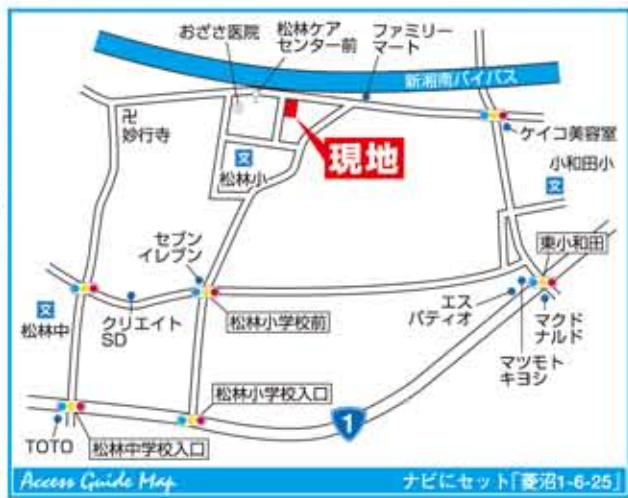 おざさ医院
松林ケア
センター前
ファミリー
マート
新湘南バイパス
卍
妙行寺
文
松林小
現地
ケイコ美容室
小和田小
文
セブン
イレブン
東小和田
文
松林中
クリエイト
SD
松林小学校前
エス
パティオ
マクド
ナルド
マツモト
キヨシ
松林小学校入口
1
TOTO
松林中学校入口
Access Guide Map
ナビにセット「菱沼1-6-25」